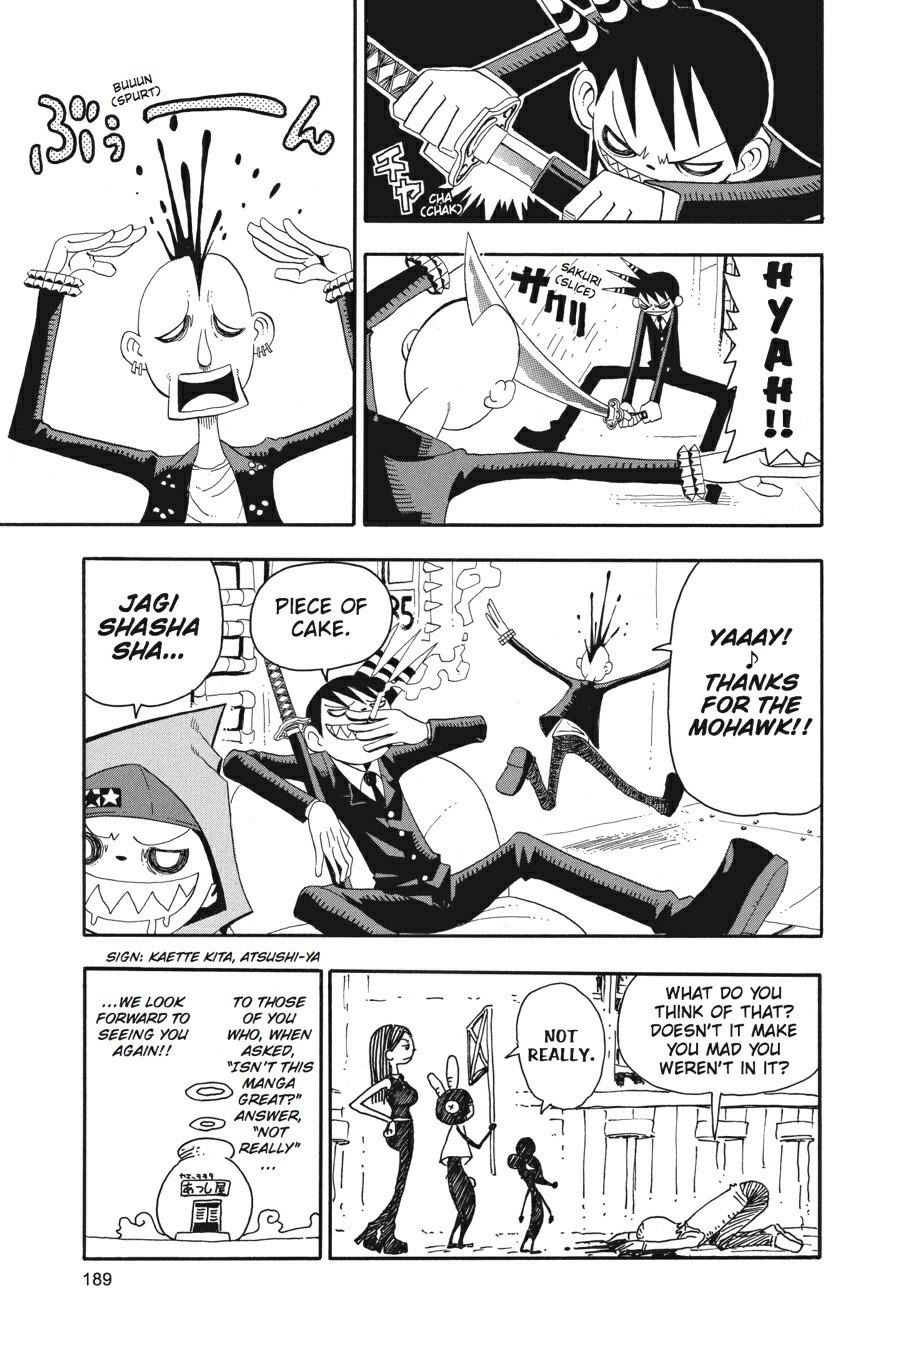 チャ
CHA
(CHAK)
HYAH!!
SAKURI
(SLICE)
サクリ
BUUUN
(SPURT)
ぶぅーん
YAAAY!
♪
THANKS
FOR THE
MOHAWK!!
85
PIECE OF
CAKE.
JAGI
SHASHA
SHA...
WHAT DO YOU
THINK OF THAT?
DOESN'T IT MAKE
YOU MAD YOU
WEREN'T IN IT?
NOT
REALLY.
SIGN: KAETTE KITA, ATSUSHI-YA
TO THOSE
OF YOU
WHO, WHEN
ASKED,
"ISN'T THIS
MANGA
GREAT?"
ANSWER,
"NOT
REALLY"
...
...WE LOOK
FORWARD TO
SEEING YOU
AGAIN!!
あつし屋
189